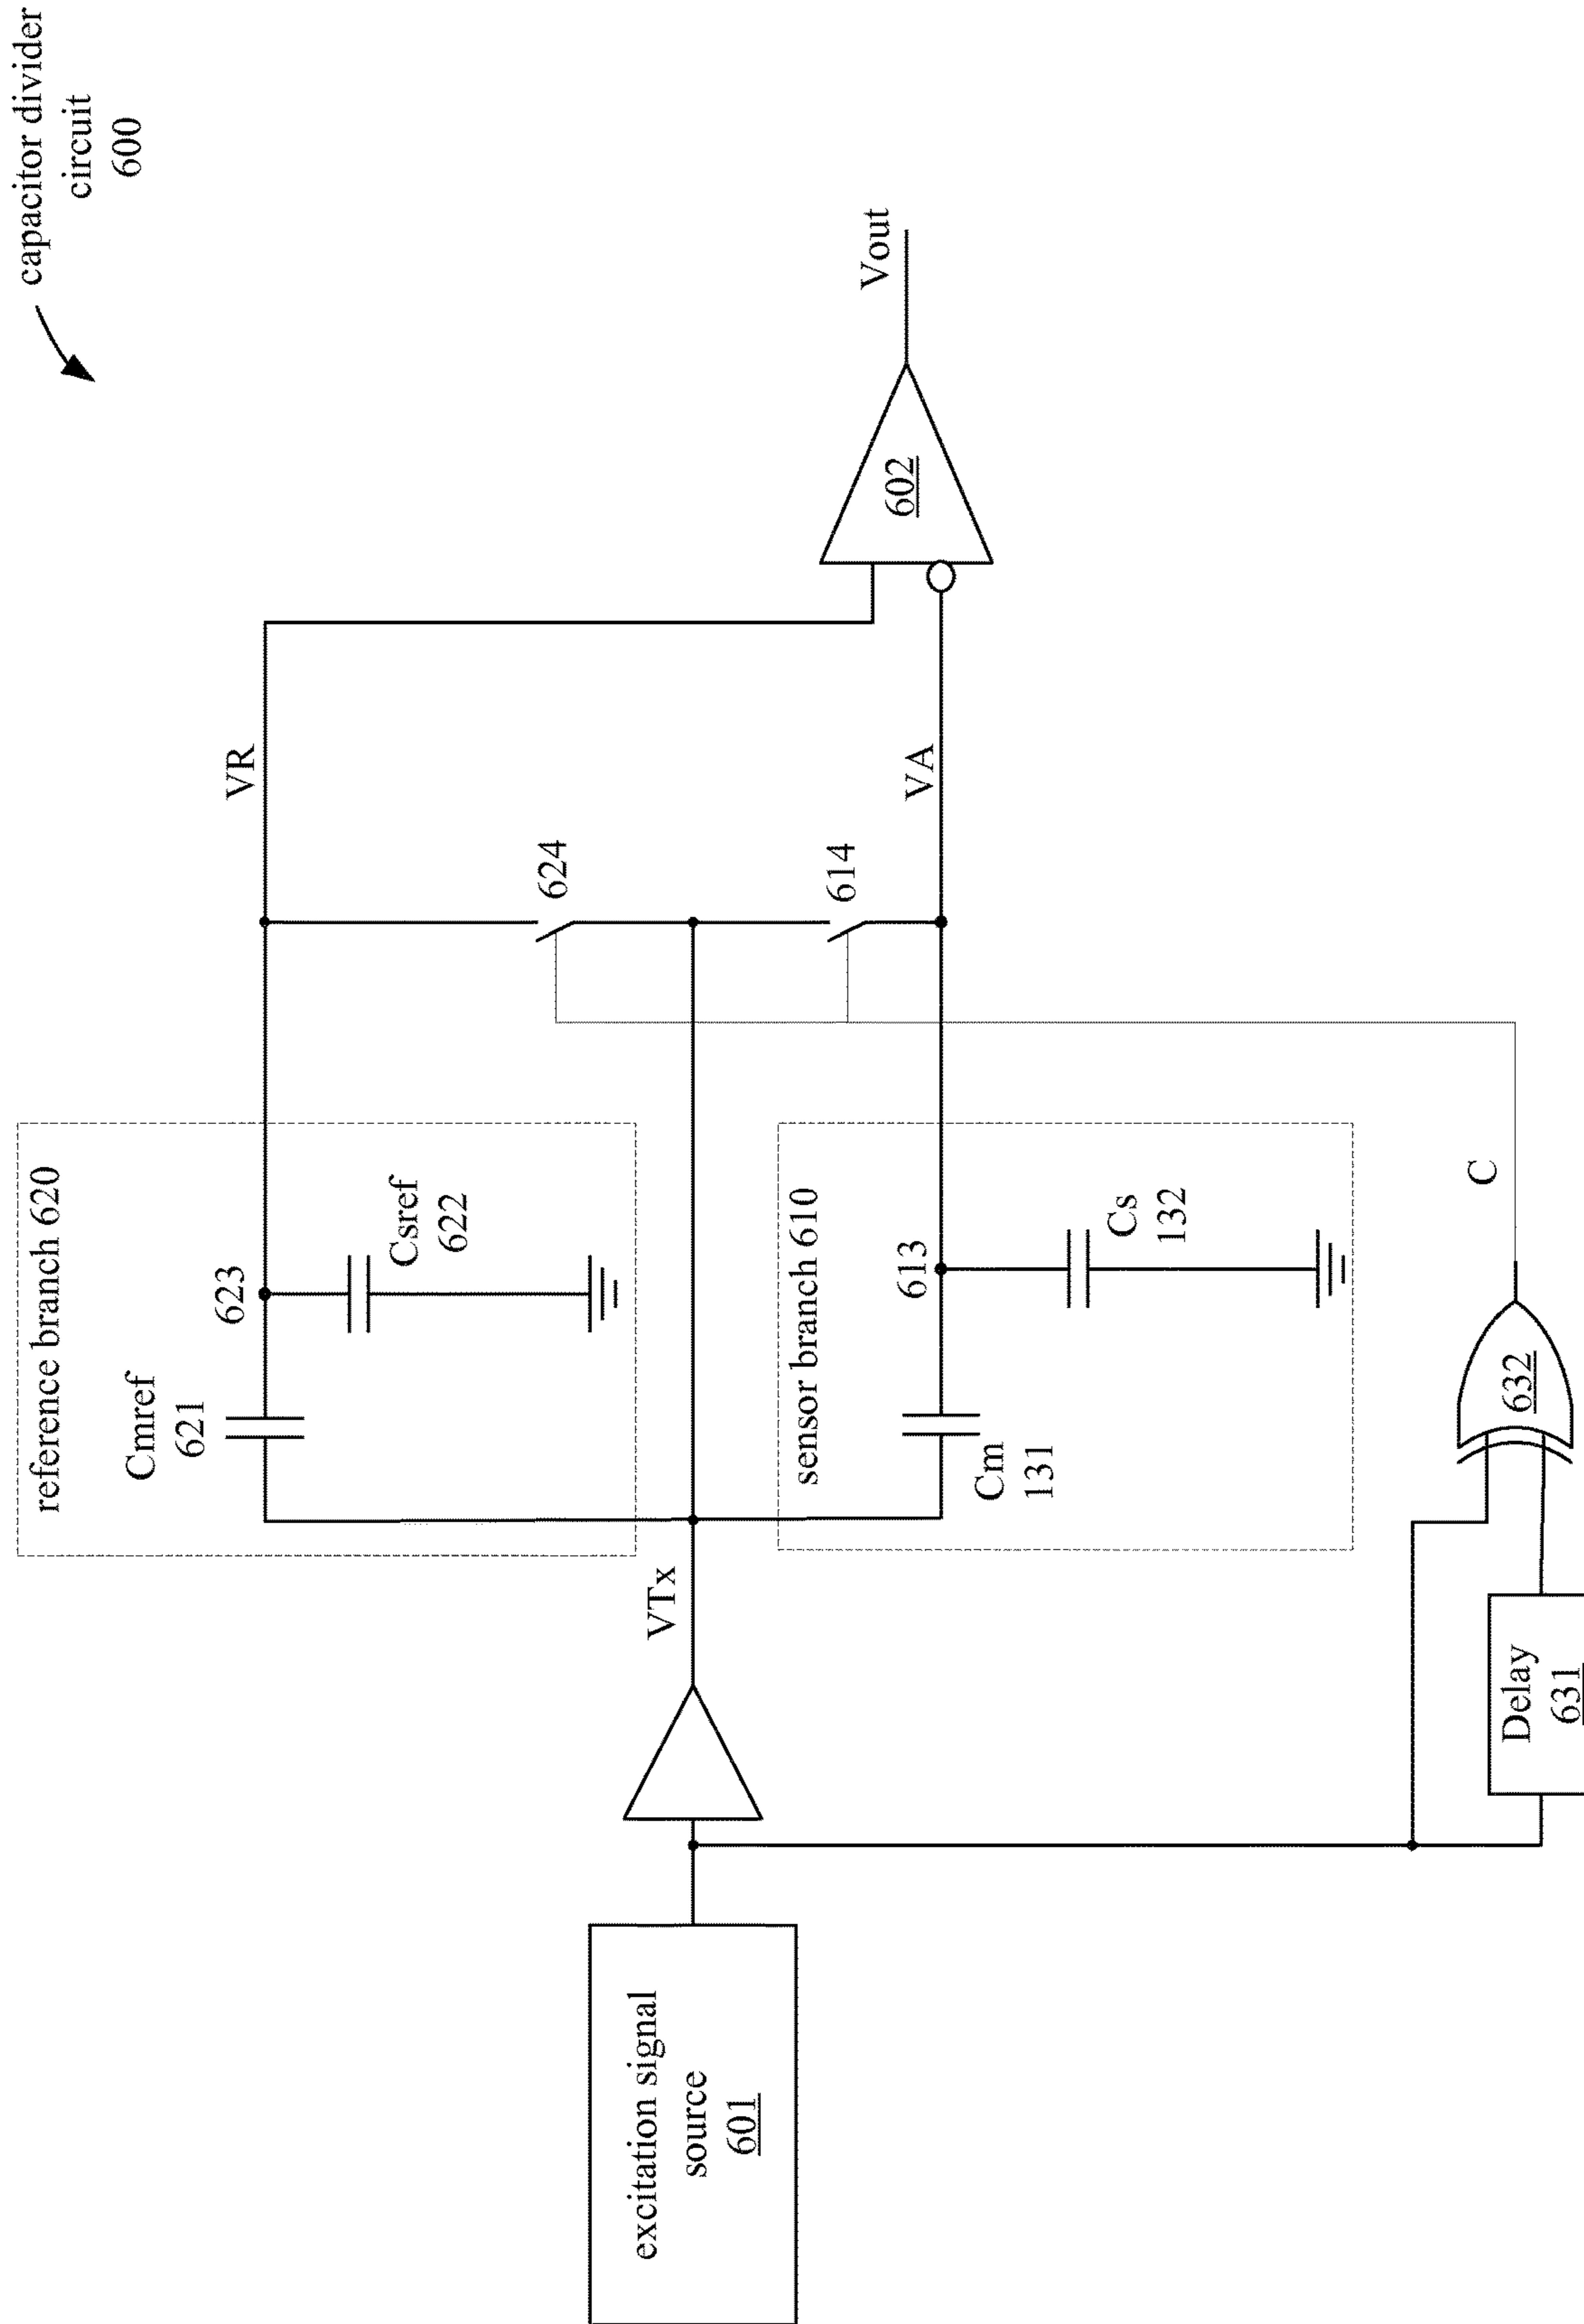 capacitor divider
circuit
600
reference branch 620
Cmref
621
623
Csref
622
VR
624
VTx
sensor branch 610
Cm
131
613
Cs
132
614
VA
602
Vout
excitation signal
source
601
Delay
631
632
C